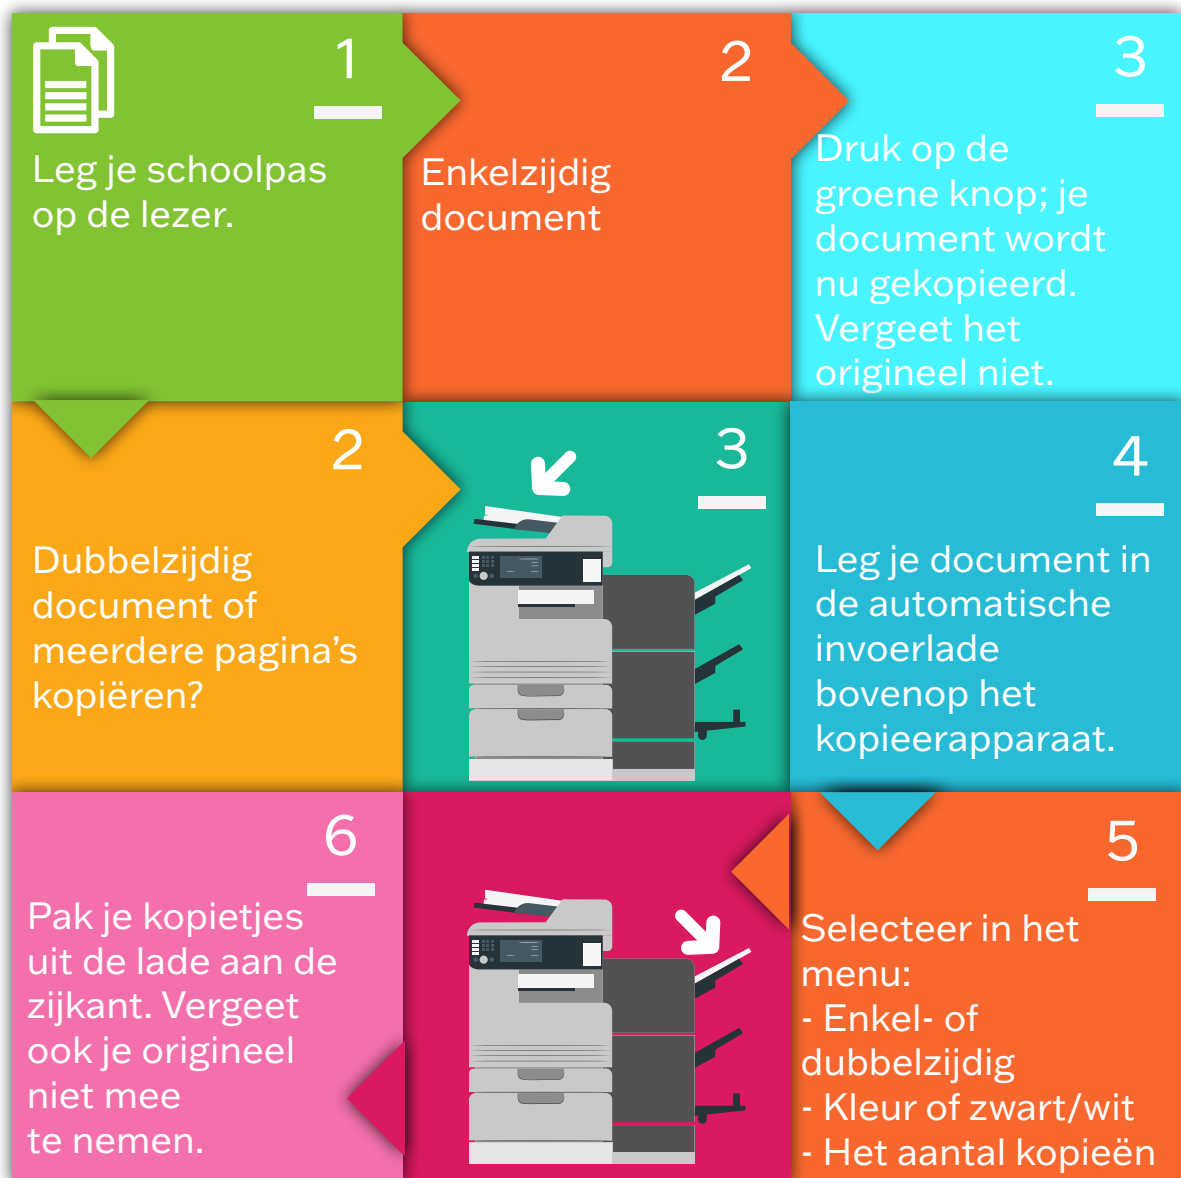 1
Leg je schoolpas
op de lezer.
2
Enkelzijdig
document
3
Druk op de
groene knop; je
document wordt
nu gekopieerd.
Vergeet het
origineel niet.
2
Dubbelzijdig
document of
meerdere pagina's
kopiëren?
3
4
Leg je document in
de automatische
invoerlade
bovenop het
kopieerapparaat.
5
Selecteer in het
menu:
- Enkel- of
dubbelzijdig
- Kleur of zwart/wit
- Het aantal kopieën
6
Pak je kopietjes
uit de lade aan de
zijkant. Vergeet
ook je origineel
niet mee
te nemen.